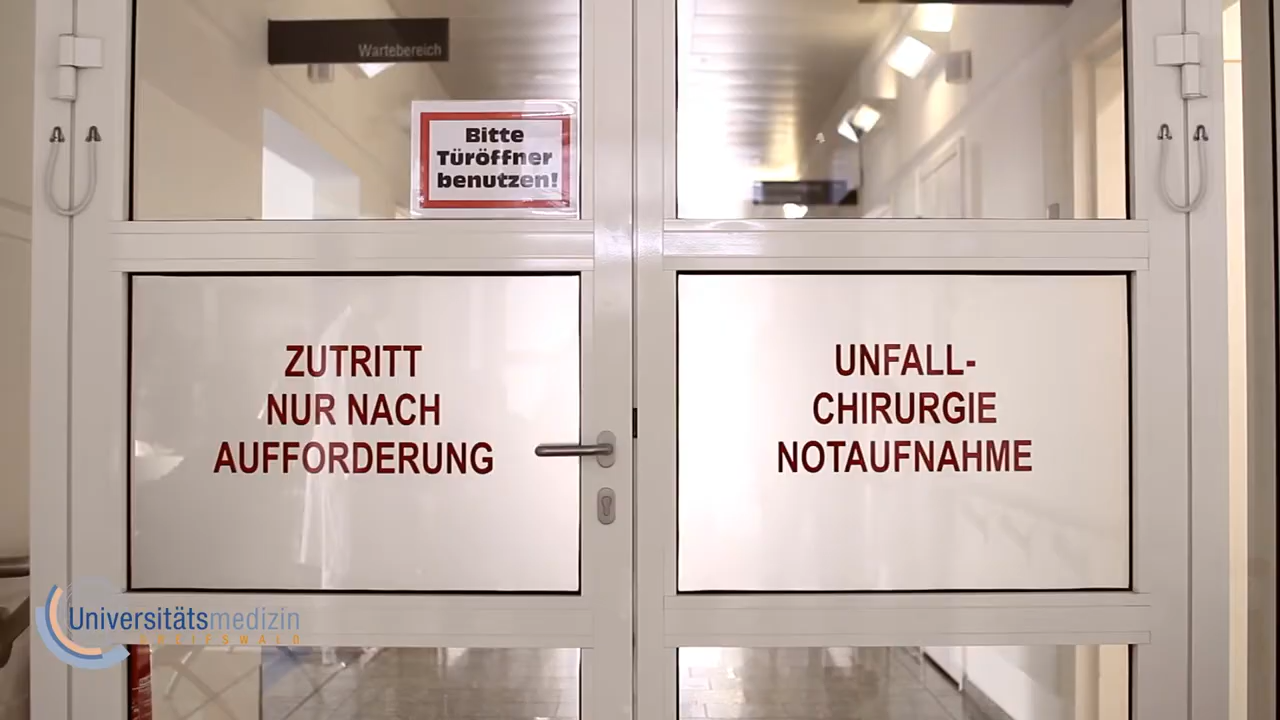 Wartebereich
Bitte
Türöffner
benutzen!
ZUTRITT
NUR NACH
AUFFORDERUNG
UNFALL-
CHIRURGIE
NOTAUFNAHME
Universitätsmedizin
GREIFSWALD